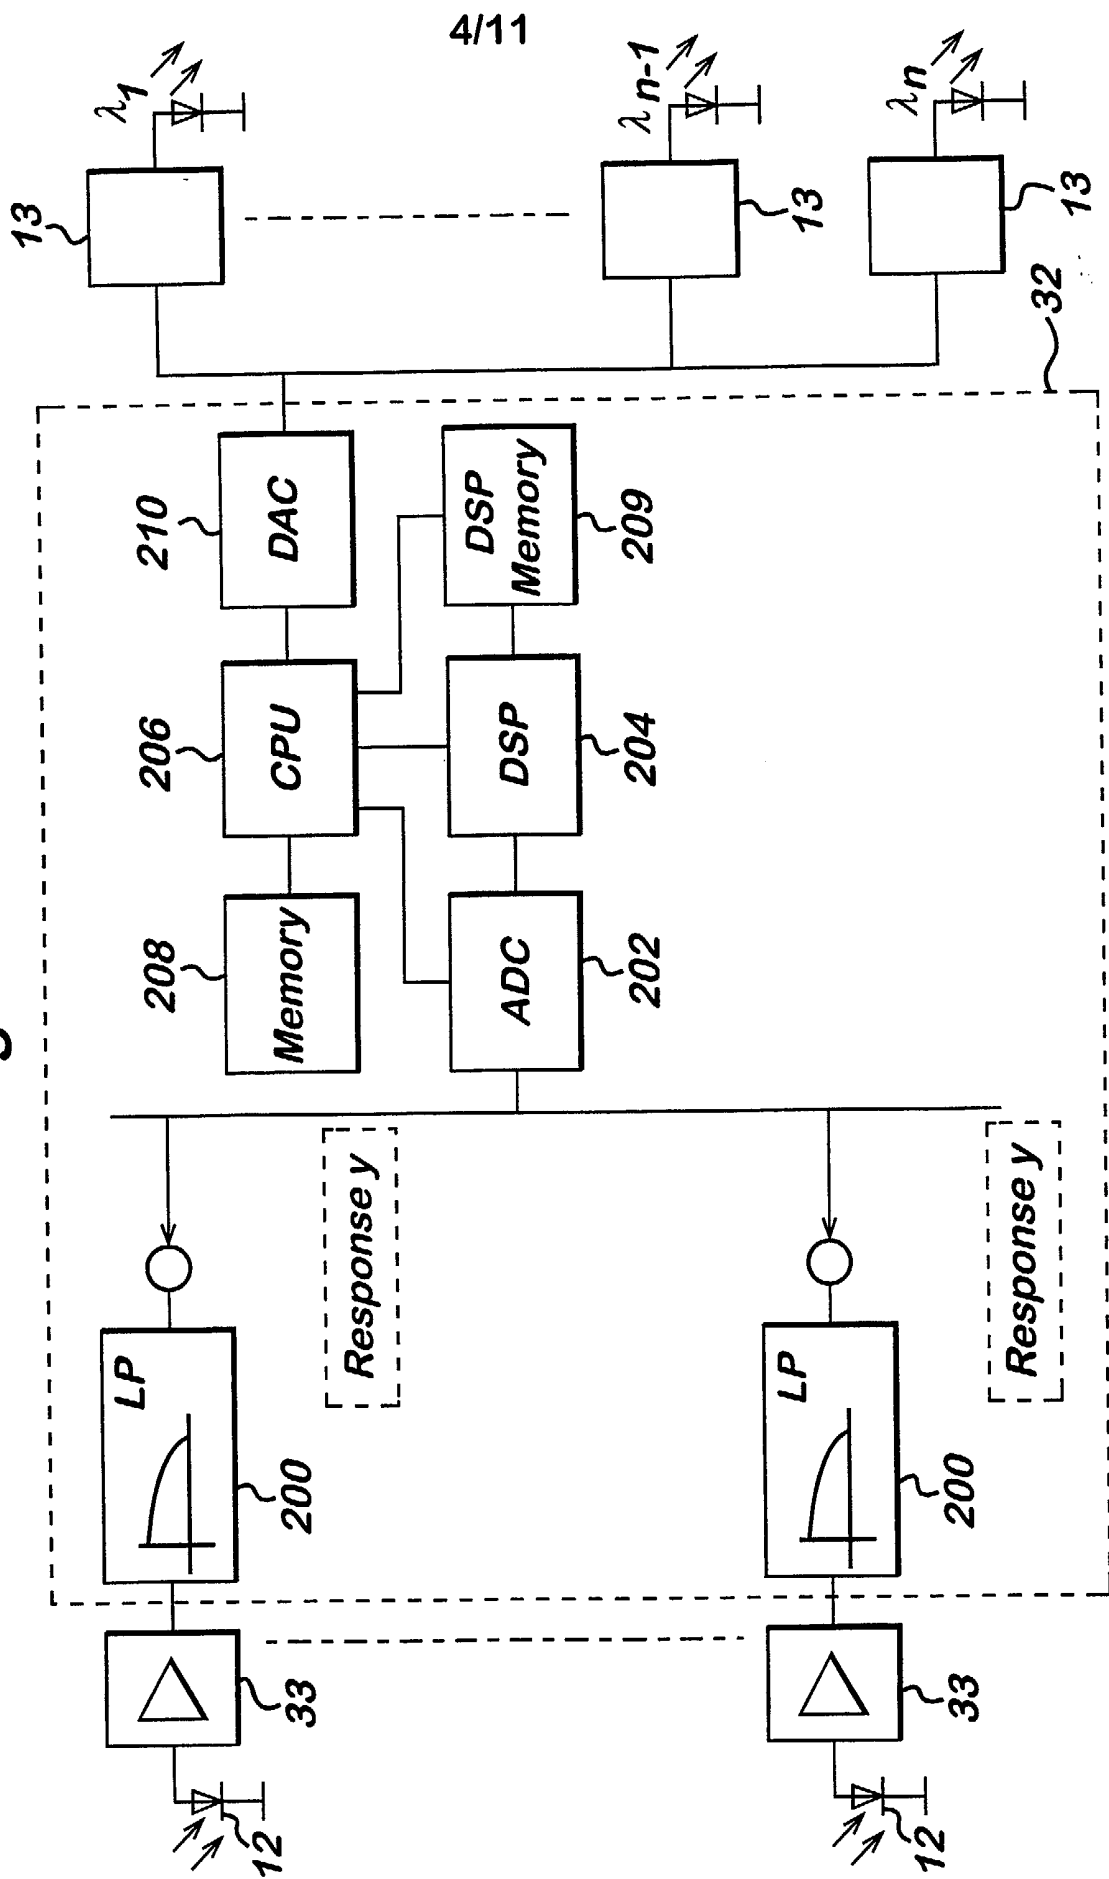 4/11
13
λ1
λn-1
13
λn
13
32
210
DAC
DSP
Memory
209
206
CPU
DSP
204
208
Memory
ADC
202
Response y
Response y
LP
200
LP
200
33
33
12
12